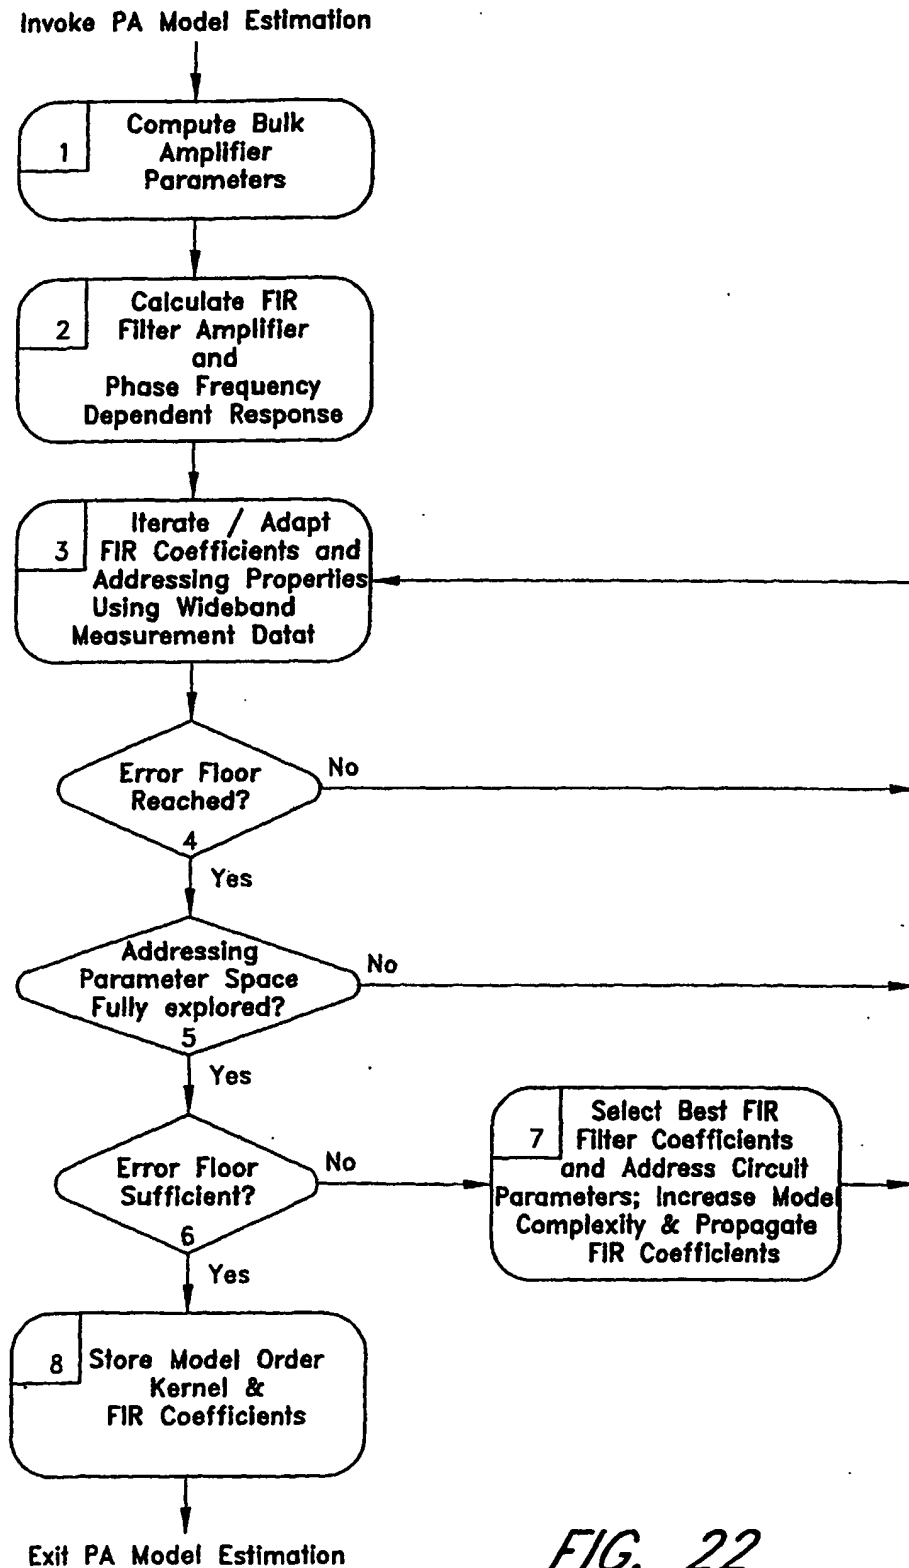 Invoke PA Model Estimation
1
Compute Bulk
Amplifier
Parameters
2
Calculate FIR
Filter Amplifier
and
Phase Frequency
Dependent Response
3
Iterate / Adapt
FIR Coefficients and
Addressing Properties
Using Wideband
Measurement Datat
Error Floor
Reached?
4
No
Yes
Addressing
Parameter Space
Fully explored?
5
No
Yes
Error Floor
Sufficient?
6
No
Yes
7
Select Best FIR
Filter Coefficients
and Address Circuit
Parameters; Increase Model
Complexity & Propagate
FIR Coefficients
8
Store Model Order
Kernel &
FIR Coefficients
Exit PA Model Estimation
FIG. 22